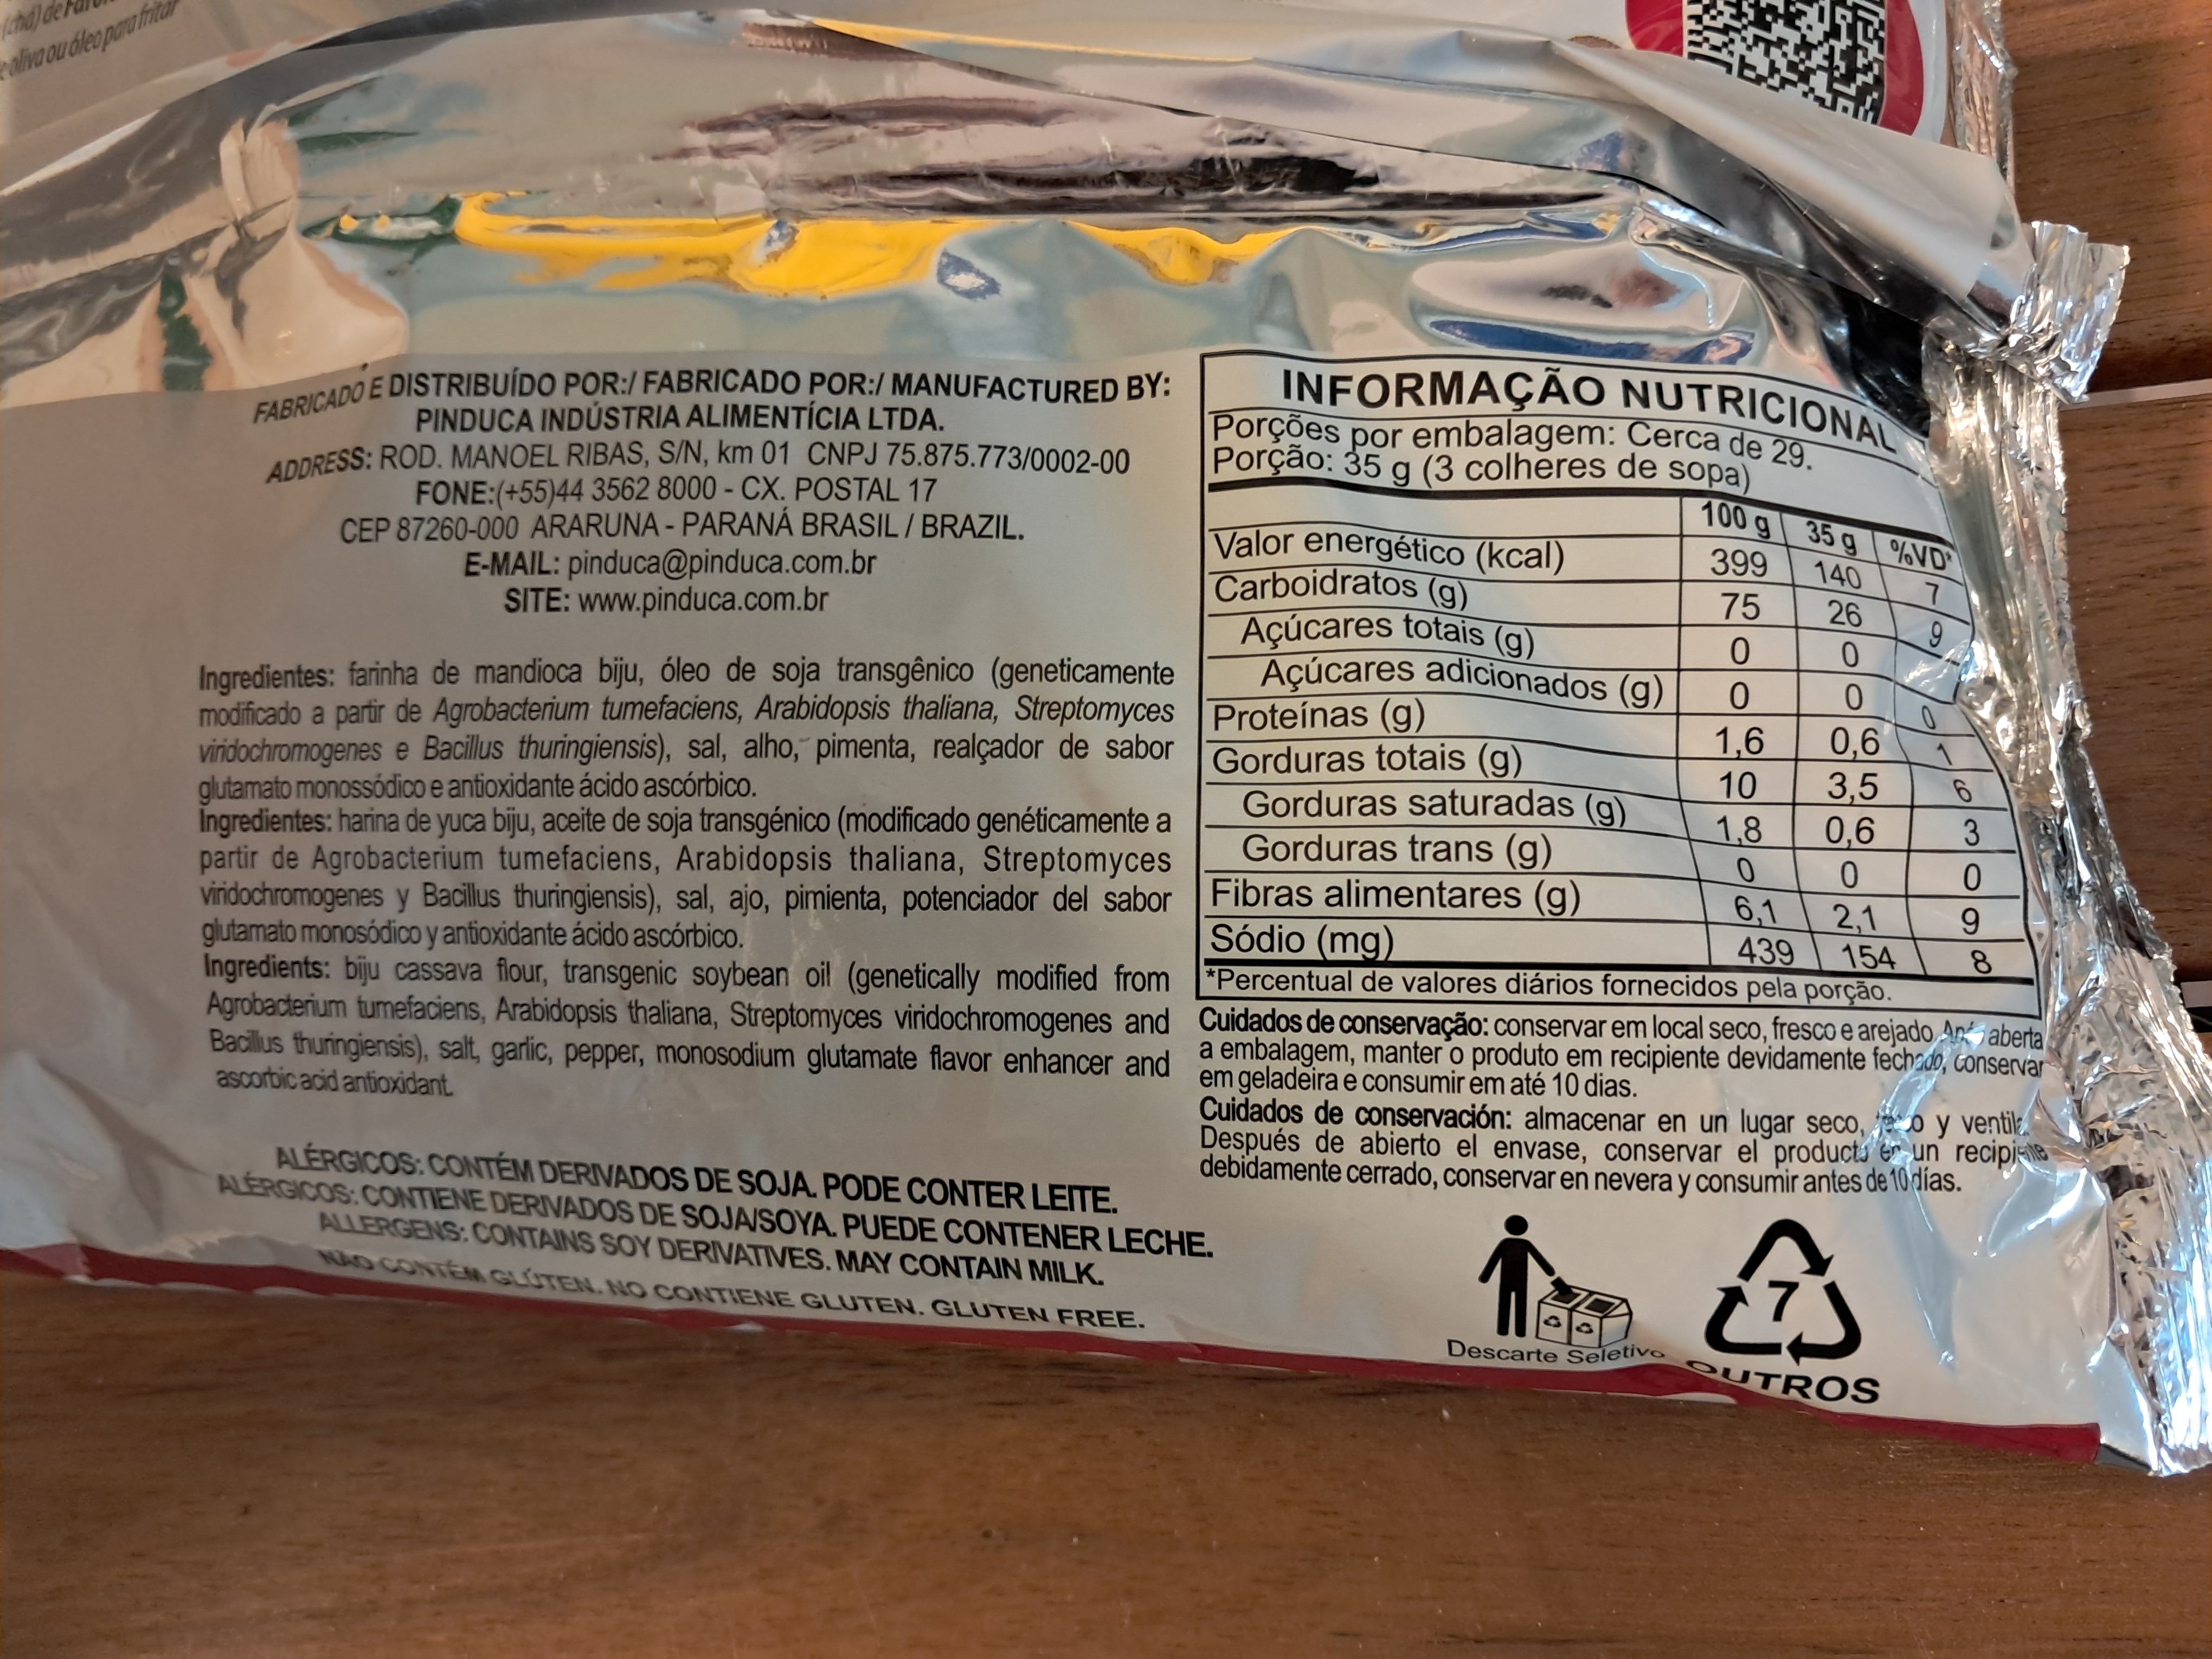 (chá) de
oliva ou óleo para fritar
FABRICADO E DISTRIBUÍDO POR:/ FABRICADO POR:/ MANUFACTURED BY:
PINDUCA INDÚSTRIA ALIMENTÍCIA LTDA.
ADDRESS: ROD. MANOEL RIBAS, S/N, km 01 CNPJ 75.875.773/0002-00
FONE:(+55)44 3562 8000 - CX. POSTAL 17
CEP 87260-000 ARARUNA - PARANÁ BRASIL / BRAZIL.
E-MAIL: pinduca@pinduca.com.br
SITE: www.pinduca.com.br
Ingredientes: farinha de mandioca biju, óleo de soja transgênico (geneticamente
modificado a partir de Agrobacterium tumefaciens, Arabidopsis thaliana, Streptomyces
viridochromogenes e Bacillus thuringiensis), sal, alho, pimenta, realçador de sabor
glutamato monossódico e antioxidante ácido ascórbico.
Ingredientes: harina de yuca biju, aceite de soja transgénico (modificado genéticamente a
partir de Agrobacterium tumefaciens, Arabidopsis thaliana, Streptomyces
viridochromogenes y Bacillus thuringiensis), sal, ajo, pimienta, potenciador del sabor
glutamato monosódico y antioxidante ácido ascórbico.
Ingredients: biju cassava flour, transgenic soybean oil (genetically modified from
Agrobacterium tumefaciens, Arabidopsis thaliana, Streptomyces viridochromogenes and
Bacillus thuringiensis), salt, garlic, pepper, monosodium glutamate flavor enhancer and
ascorbic acid antioxidant.
ALÉRGICOS: CONTÉM DERIVADOS DE SOJA. PODE CONTER LEITE.
ALÉRGICOS: CONTIENE DERIVADOS DE SOJA/SOYA. PUEDE CONTENER LECHE.
ALLERGENS: CONTAINS SOY DERIVATIVES. MAY CONTAIN MILK.
NÃO CONTÉM GLÚTEN. NO CONTIENE GLUTEN. GLUTEN FREE.
INFORMAÇÃO NUTRICIONAL
Porções por embalagem: Cerca de 29.
Porção: 35 g (3 colheres de sopa)
100 g 35 g %VD*
Valor energético (kcal) 399 140 7
Carboidratos (g) 75 26 9
Açúcares totais (g) 0 0
Açúcares adicionados (g) 0 0 0
Proteínas (g) 1,6 0,6 1
Gorduras totais (g) 10 3,5 6
Gorduras saturadas (g) 1,8 0,6 3
Gorduras trans (g) 0 0 0
Fibras alimentares (g) 6,1 2,1 9
Sódio (mg) 439 154 8
*Percentual de valores diários fornecidos pela porção.
Cuidados de conservação: conservar em local seco, fresco e arejado. Após aberta
a embalagem, manter o produto em recipiente devidamente fechado, conservar
em geladeira e consumir em até 10 dias.
Cuidados de conservación: almacenar en un lugar seco, y
Después de abierto el envase, conservar el producto en un recipiente
debidamente cerrado, conservar en nevera y consumir antes de 10 días.
Descarte Seletivo
7
OUTROS